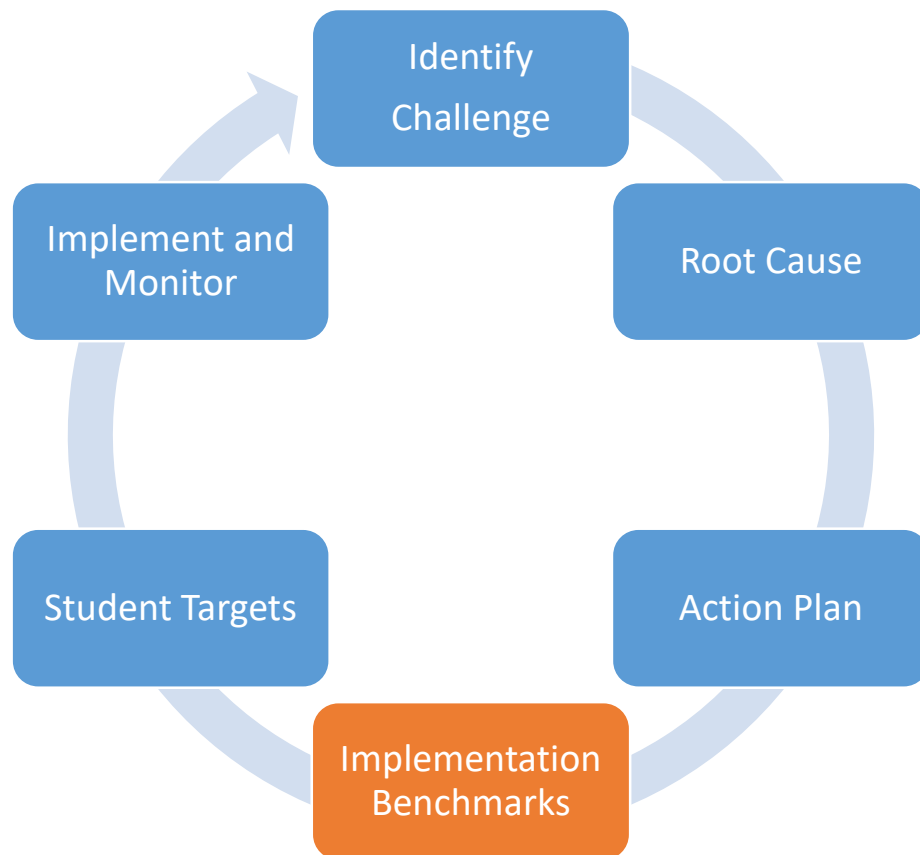 Identify
Challenge
Root Cause
Action Plan
Implementation
Benchmarks
Student Targets
Implement and
Monitor